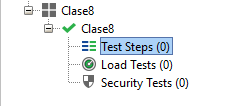 Clase8
Clase8
Test Steps (0)
Load Tests (0)
Security Tests (0)